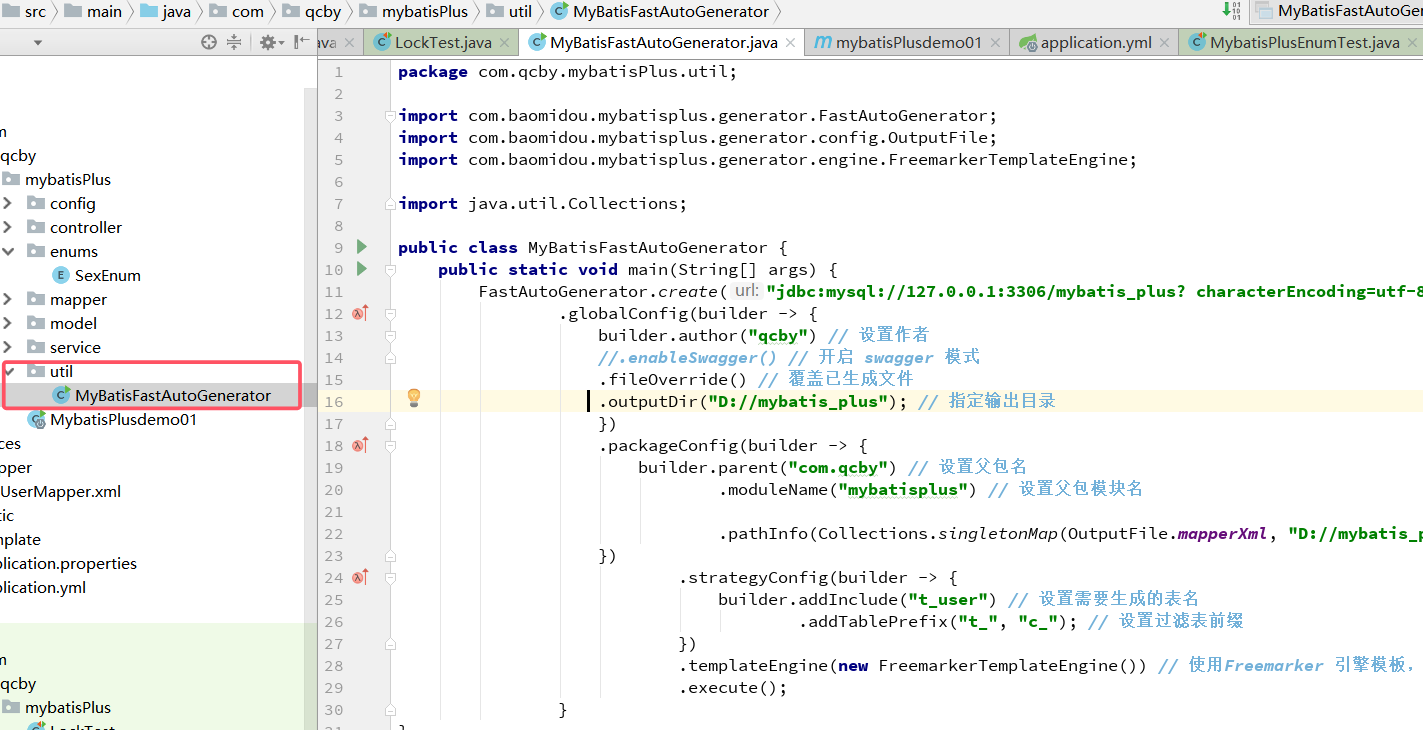 src main java com qcby mybatisPlus util MyBatisFastAutoGenerator
MyBatisFastAutoGe
ava LockTest.java MyBatisFastAutoGenerator.java mybatisPlusdemo01 application.yml MybatisPlusEnumTest.java
m
qcby
mybatisPlus
config
controller
enums
SexEnum
mapper
model
service
util
MyBatisFastAutoGenerator
MybatisPlusdemo01
ces
pper
UserMapper.xml
tic
nplate
plication.properties
plication.yml
m
qcby
mybatisPlus
LockTest
1 package com.qcby.mybatisPlus.util;
2
3 import com.baomidou.mybatisplus.generator.FastAutoGenerator;
4 import com.baomidou.mybatisplus.generator.config.OutputFile;
5 import com.baomidou.mybatisplus.generator.engine.FreemarkerTemplateEngine;
6
7 import java.util.Collections;
8
9 public class MyBatisFastAutoGenerator {
10 public static void main(String[] args) {
11 FastAutoGenerator.create( url: "jdbc:mysql://127.0.0.1:3306/mybatis_plus? characterEncoding=utf-8
12 .globalConfig(builder -> {
13 builder.author("qcby") // 设置作者
14 //.enableSwagger() // 开启 swagger 模式
15 .fileOverride() // 覆盖已生成文件
16 .outputDir("D://mybatis_plus"); // 指定输出目录
17 })
18 .packageConfig(builder -> {
19 builder.parent("com.qcby") // 设置父包名
20 .moduleName("mybatisplus") // 设置父包模块名
21
22 .pathInfo(Collections.singletonMap(OutputFile.mapperXml, "D://mybatis_p
23 })
24 .strategyConfig(builder -> {
25 builder.addInclude("t_user") // 设置需要生成的表名
26 .addTablePrefix("t_", "c_"); // 设置过滤表前缀
27 })
28 .templateEngine(new FreemarkerTemplateEngine()) // 使用Freemarker 引擎模板，
29 .execute();
30 }